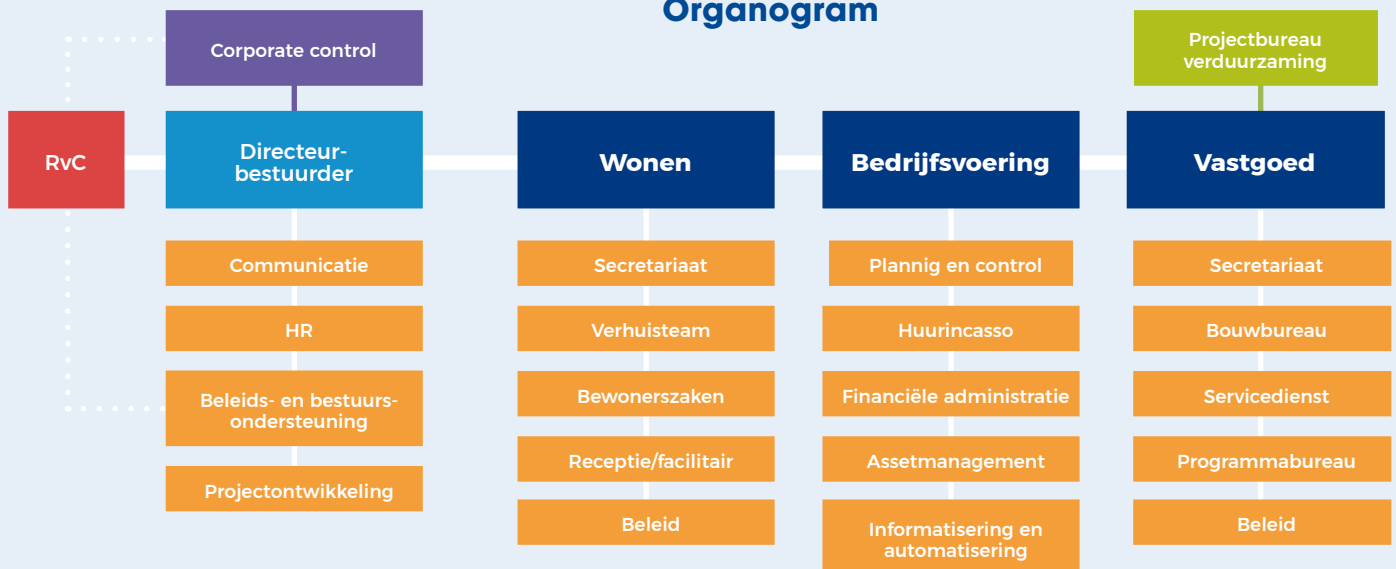 Organogram
Corporate control
Projectbureau
verduurzaming
RvC
Directeur-
bestuurder
Wonen
Bedrijfsvoering
Vastgoed
Communicatie
HR
Beleids- en bestuurs-
ondersteuning
Projectontwikkeling
Secretariaat
Verhuisteam
Bewonerszaken
Receptie/facilitair
Beleid
Plannig en control
Huurincasso
Financiële administratie
Assetmanagement
Informatisering en
automatisering
Secretariaat
Bouwbureau
Servicedienst
Programmabureau
Beleid